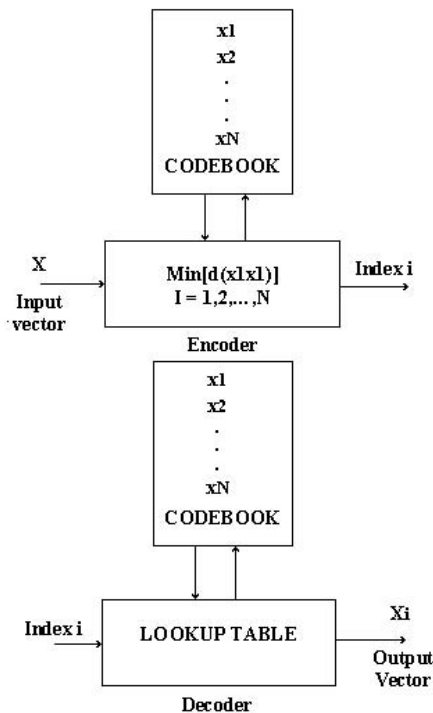 x1
x2
.
.
.
xN
CODEBOOK
X
Input
vector
Min[d(x1x1)]
I = 1,2,...,N
Index i
Encoder
x1
x2
.
.
.
xN
CODEBOOK
Index i
LOOKUP TABLE
Xi
Output
Vector
Decoder